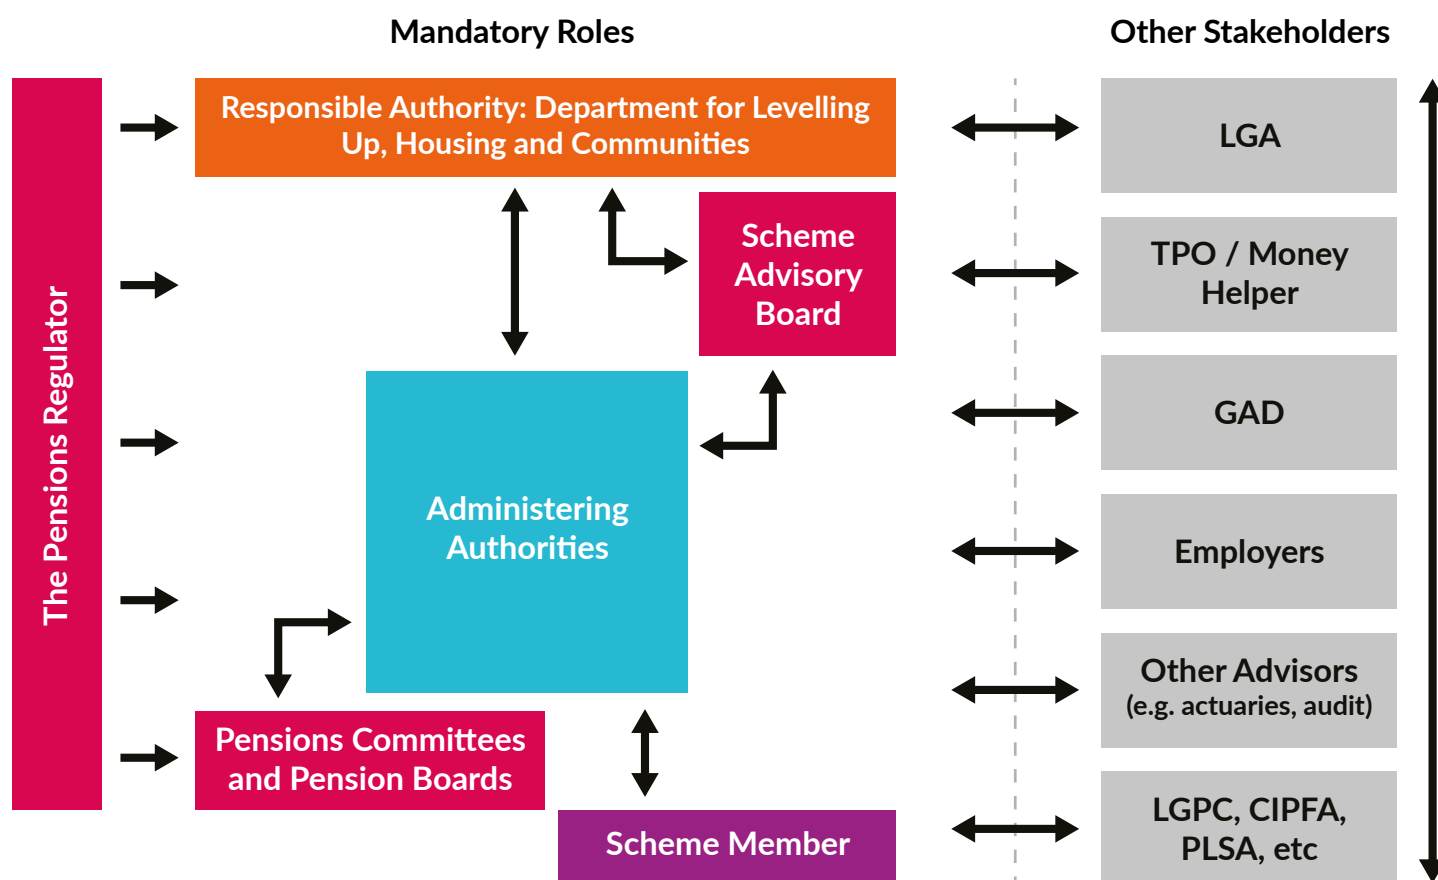 Mandatory Roles
Other Stakeholders
The Pensions Regulator
Responsible Authority: Department for Levelling
Up, Housing and Communities
Scheme
Advisory
Board
Administering
Authorities
Pensions Committees
and Pension Boards
Scheme Member
LGA
TPO / Money
Helper
GAD
Employers
Other Advisors
(e.g. actuaries, audit)
LGPC, CIPFA,
PLSA, etc